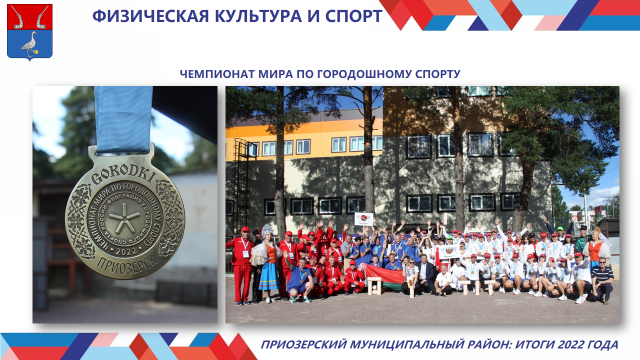 ФИЗИЧЕСКАЯ КУЛЬТУРА И СПОРТ
ЧЕМПИОНАТ МИРА ПО ГОРОДОШНОМУ СПОРТУ
GORODKI
ЧЕМПИОНАТ МИРА ПО ГОРОДОШНОМУ СПОРТУ
2022
ПРИОЗЕРСК
ПРИОЗЕРСКИЙ МУНИЦИПАЛЬНЫЙ РАЙОН: ИТОГИ 2022 ГОДА